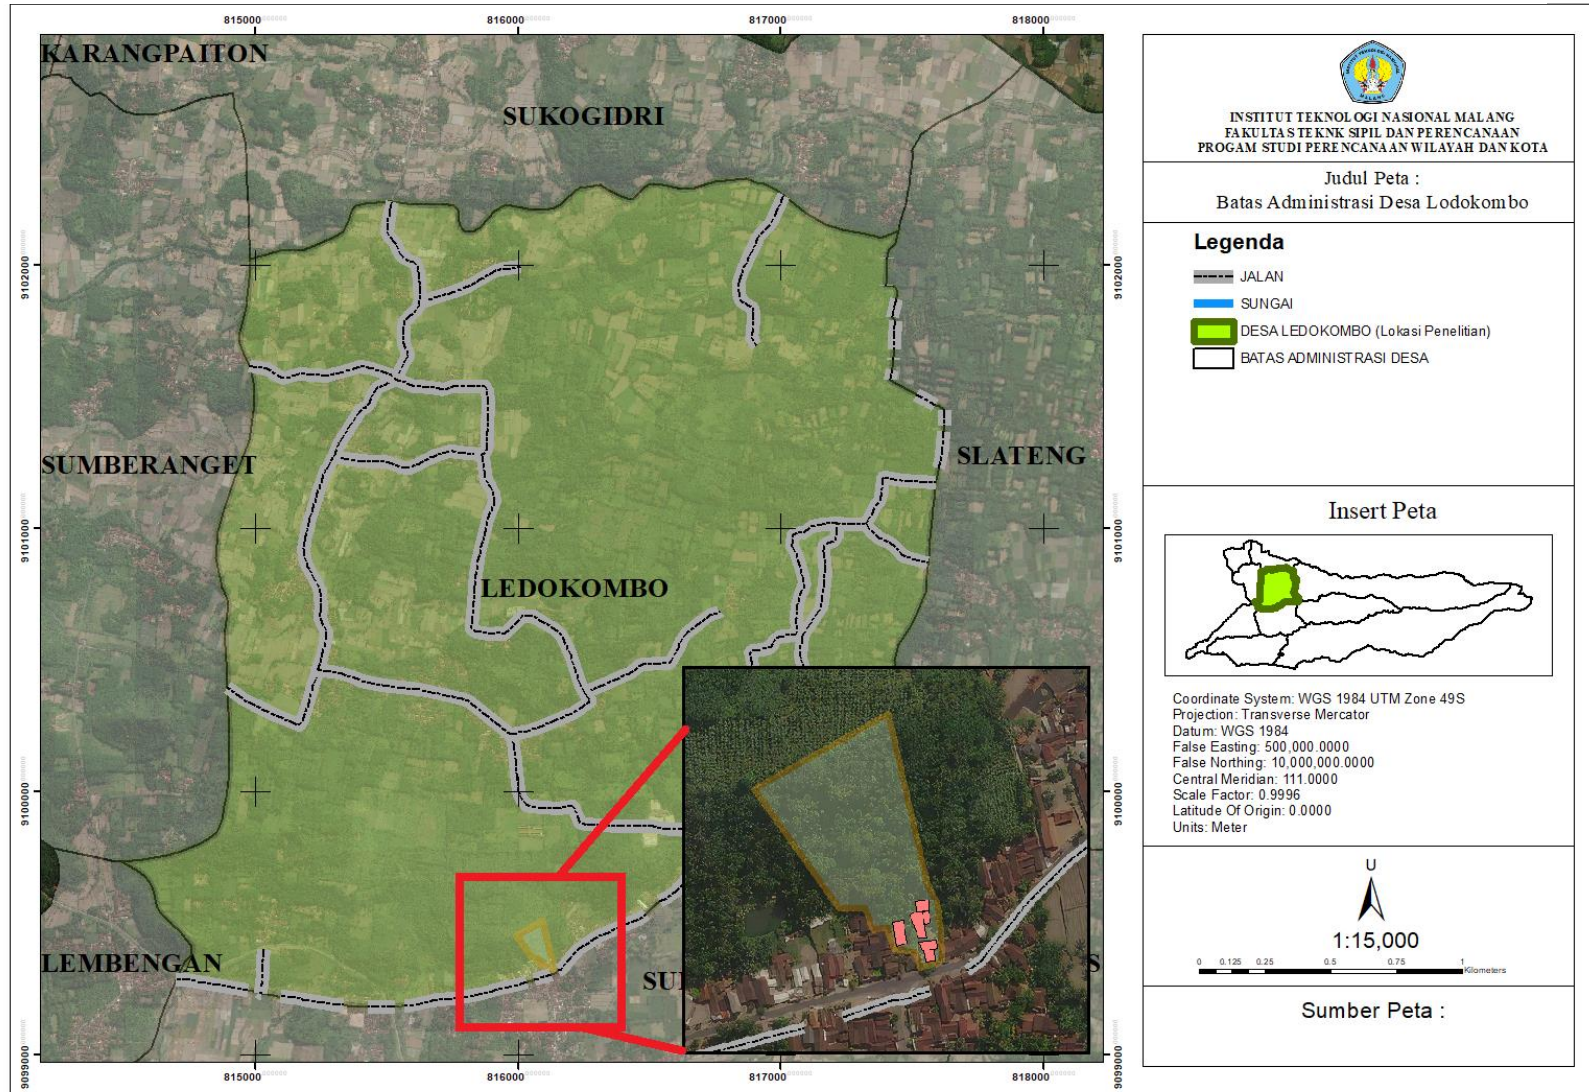 815000
816000
817000
818000
KARANGPAITON
SUKOGIDRI
9102000
9102000
SUMBERANGET
SLATENG
9101000
9101000
LEDOKOMBO
9100000
9100000
LEMBENGAN
SU
S
9099000
9099000
815000
816000
817000
818000
INSTITUT TEKNOLOGI NASIONAL MALANG
FAKULTAS TEKNK SIPIL DAN PERENCANAAN
PROGAM STUDI PERENCANAAN WILAYAH DAN KOTA
Judul Peta :
Batas Administrasi Desa Lodokombo
Legenda
JALAN
SUNGAI
DESA LEDOKOMBO (Lokasi Penelitian)
BATAS ADMINISTRASI DESA
Insert Peta
Coordinate System: WGS 1984 UTM Zone 49S
Projection: Transverse Mercator
Datum: WGS 1984
False Easting: 500,000.0000
False Northing: 10,000,000.0000
Central Meridian: 111.0000
Scale Factor: 0.9996
Latitude Of Origin: 0.0000
Units: Meter
U
1:15,000
0 0.125 0.25 0.5 0.75 1
Kilometers
Sumber Peta :